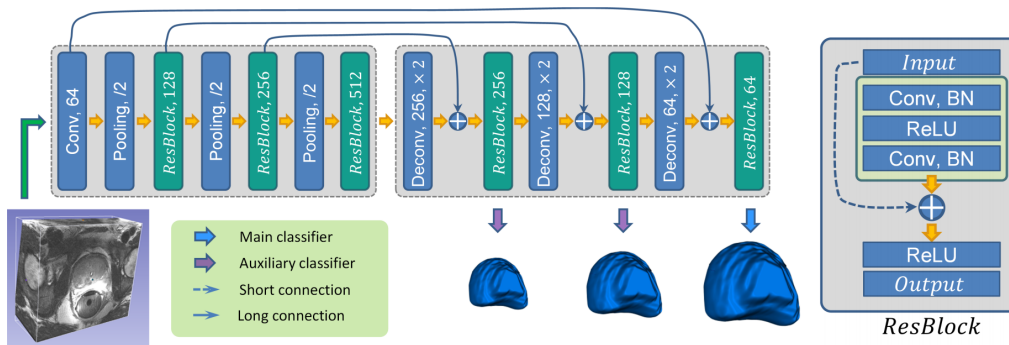 Conv, 64
Pooling, /2
ResBlock, 128
Pooling, /2
ResBlock, 256
Pooling, /2
ResBlock, 512
Deconv, 256, × 2
ResBlock, 256
Deconv, 128, × 2
ResBlock, 128
Deconv, 64, × 2
ResBlock, 64
Main classifier
Auxiliary classifier
Short connection
Long connection
Input
Conv, BN
ReLU
Conv, BN
ReLU
Output
ResBlock